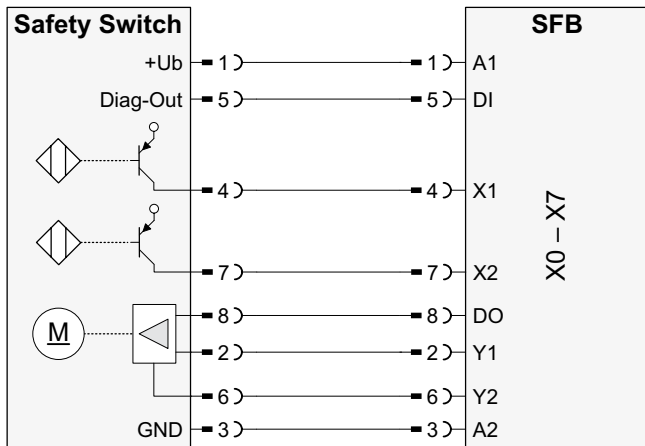 Safety Switch SFB
+Ub 1 1 A1
Diag-Out 5 5 DI
4 4 X1
X0 – X7
7 7 X2
8 8 DO
M
2 2 Y1
6 6 Y2
GND 3 3 A2